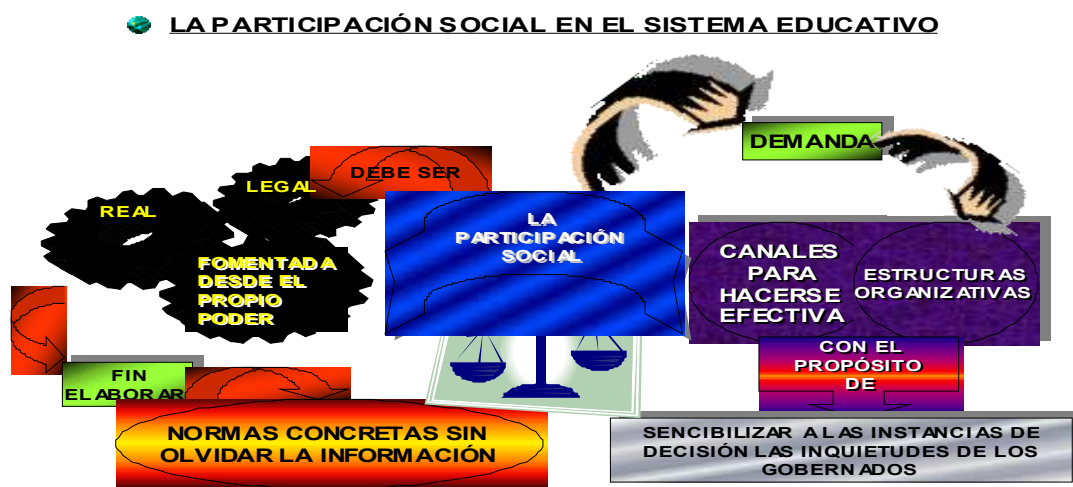 LA PARTICIPACIÓN SOCIAL EN EL SISTEMA EDUCATIVO
DEMANDA
DEBE SER
LEGAL
REAL
FOMENTADA
DESDE EL
PROPIO
PODER
LA
PARTICIPACIÓN
SOCIAL
CANALES
PARA
HACERSE
EFECTIVA
ESTRUCTURAS
ORGANIZATIVAS
CON EL
PROPÓSITO
DE
FIN
ELABORAR
NORMAS CONCRETAS SIN
OLVIDAR LA INFORMACIÓN
SENCIBILIZAR A LAS INSTANCIAS DE
DECISIÓN LAS INQUIETUDES DE LOS
GOBERNADOS